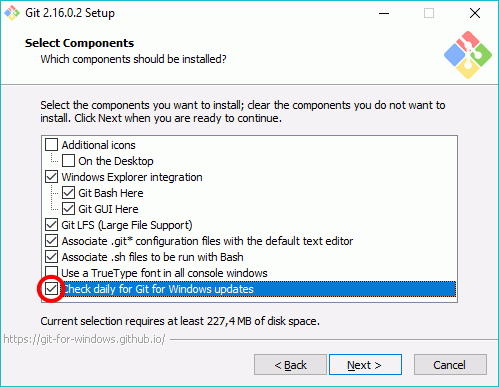 Git 2.16.0.2 Setup
Select Components
Which components should be installed?
Select the components you want to install; clear the components you do not want to
install. Click Next when you are ready to continue.
Additional icons
On the Desktop
Windows Explorer integration
Git Bash Here
Git GUI Here
Git LFS (Large File Support)
Associate .git* configuration files with the default text editor
Associate .sh files to be run with Bash
Use a TrueType font in all console windows
Check daily for Git for Windows updates
Current selection requires at least 227,4 MB of disk space.
https://git-for-windows.github.io/
< Back
Next >
Cancel